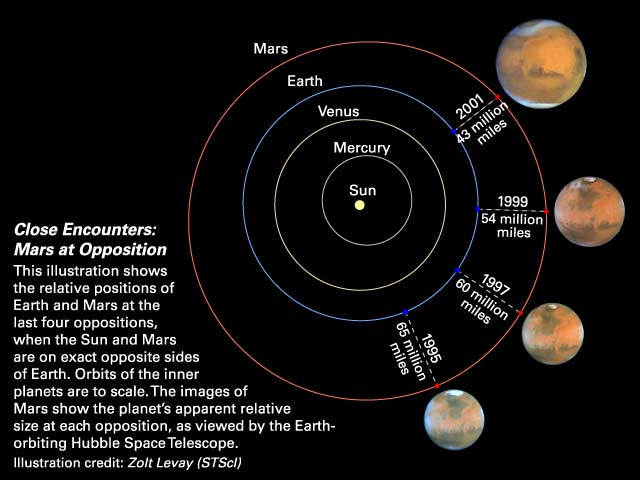 Mars
Earth
Venus
Mercury
Sun
2001
43 million
miles
1999
54 million
miles
1997
60 million
miles
1995
65 million
miles
Close Encounters:
Mars at Opposition
This illustration shows
the relative positions of
Earth and Mars at the
last four oppositions,
when the Sun and Mars
are on exact opposite sides
of Earth. Orbits of the inner
planets are to scale. The images of
Mars show the planet's apparent relative
size at each opposition, as viewed by the Earth-
orbiting Hubble Space Telescope.
Illustration credit: Zolt Levay (STScI)